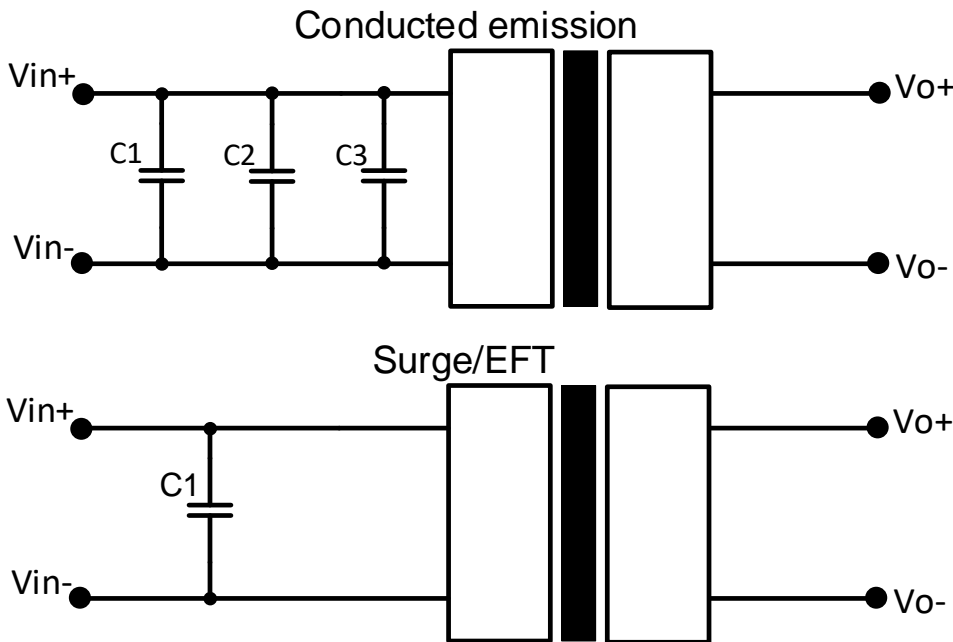 Conducted emission
Vin+
Vo+
C1
C2
C3
Vin-
Vo-
Surge/EFT
Vin+
Vo+
C1
Vin-
Vo-